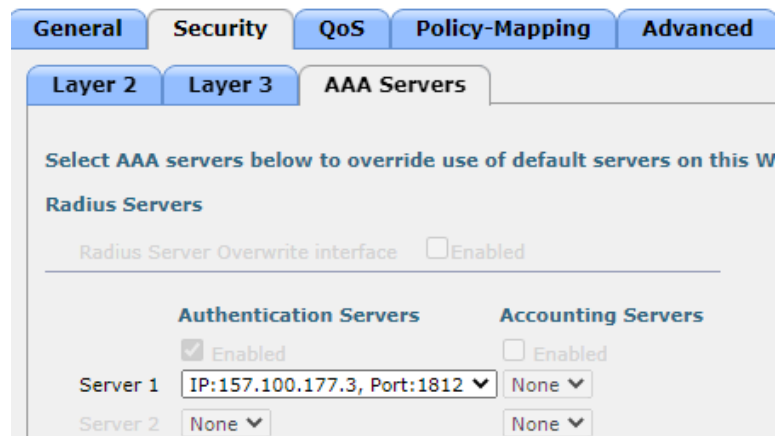 General Security QoS Policy-Mapping Advanced
Layer 2 Layer 3 AAA Servers
Select AAA servers below to override use of default servers on this W
Radius Servers
Radius Server Overwrite interface Enabled
Authentication Servers Accounting Servers
Enabled Enabled
Server 1 IP:157.100.177.3, Port:1812 None
Server 2 None None